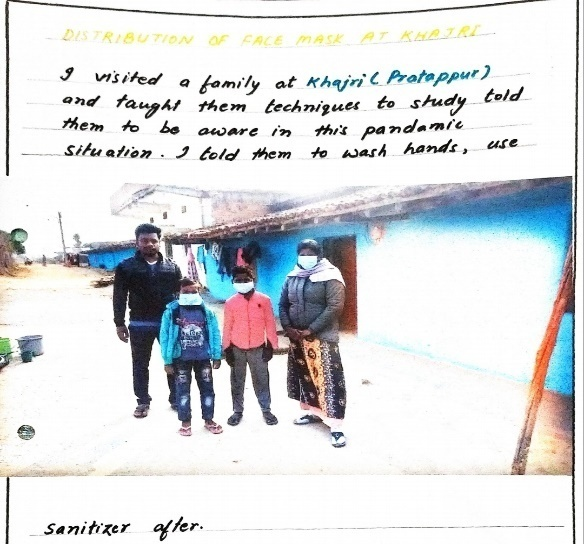 DISTRIBUTION OF FACE MASK AT KHAJRI
I visited a family at Khajri ( Pratappur )
and taught them techniques to study told
them to be aware in this pandamic
situation. I told them to wash hands, use
sanitizer after.